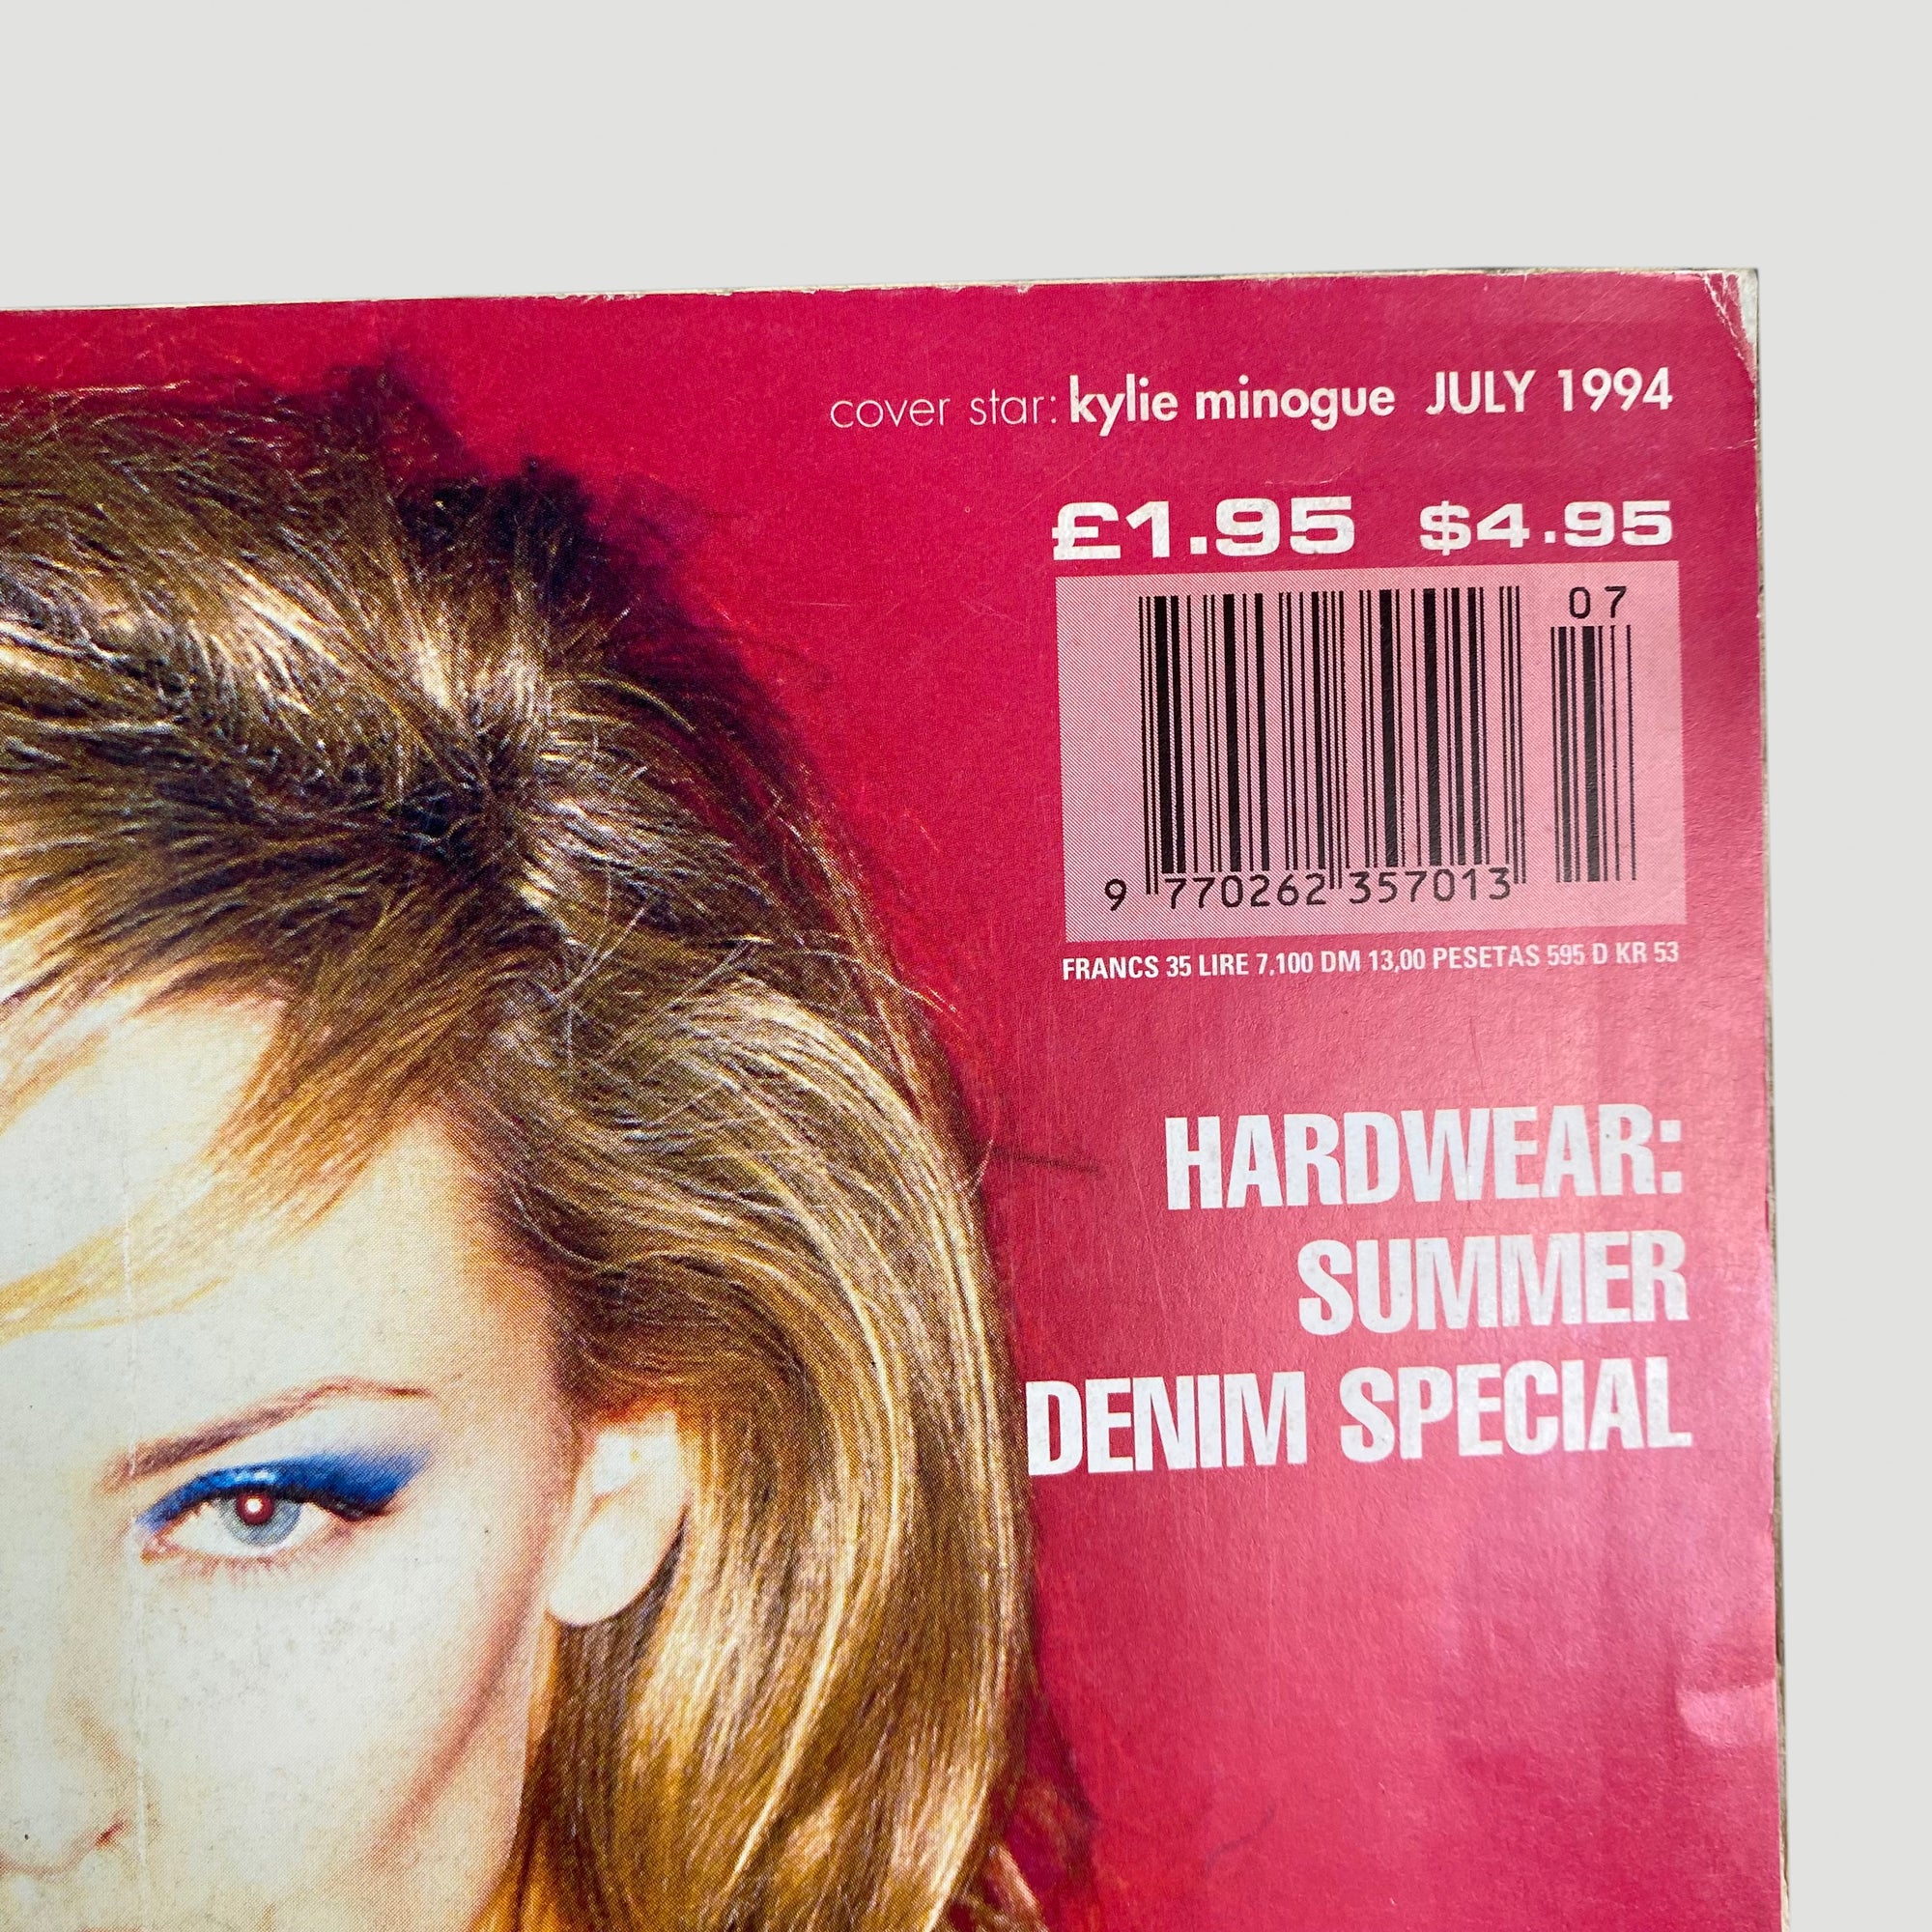 cover star: kylie minogue JULY 1994
£1.95 $4.95
07
9 770262 357013
FRANCS 35 LIRE 7.100 DM 13,00 PESETAS 595 D KR 53
HARDWEAR:
SUMMER
DENIM SPECIAL